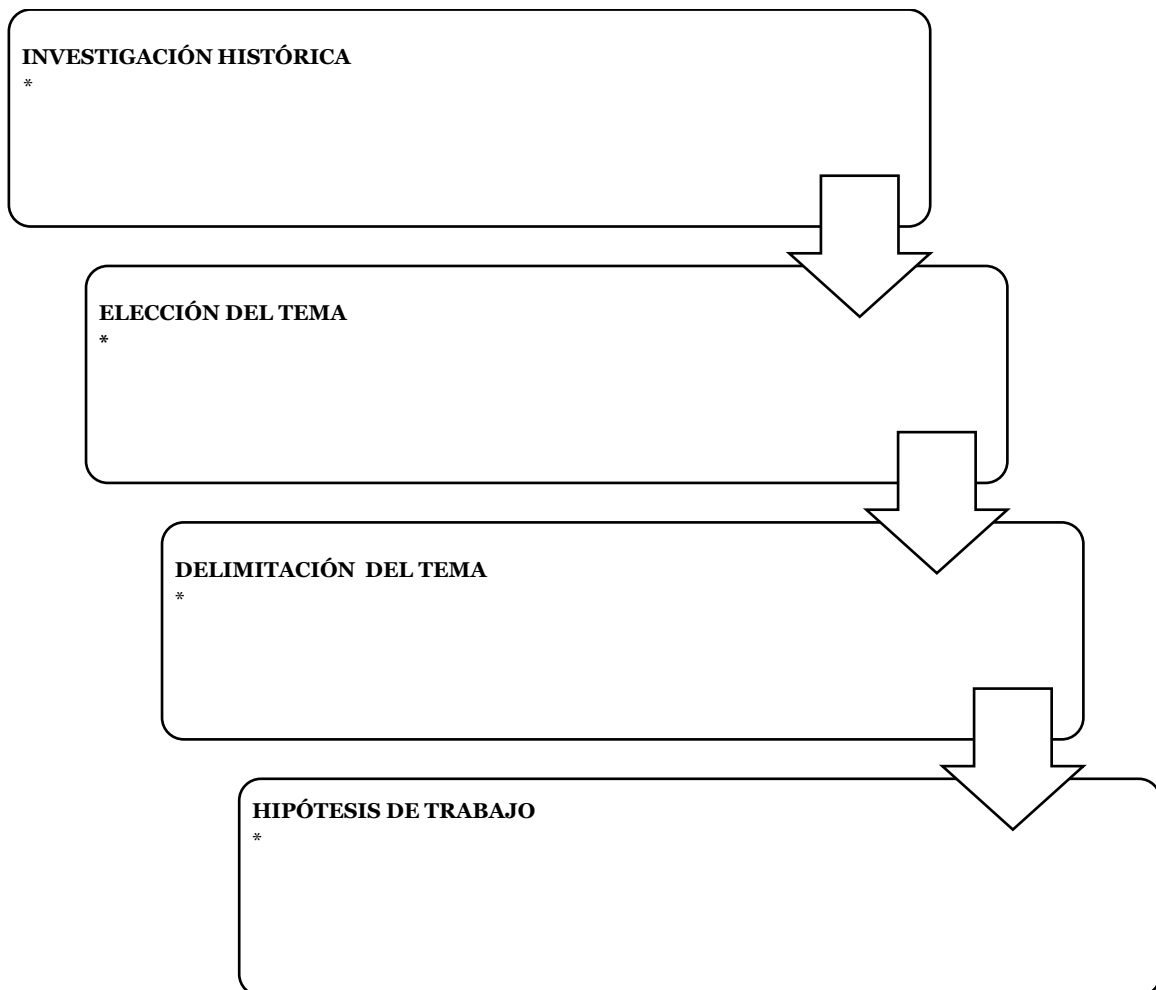 INVESTIGACIÓN HISTÓRICA
*
ELECCIÓN DEL TEMA
*
DELIMITACIÓN  DEL TEMA
*
HIPÓTESIS DE TRABAJO
*